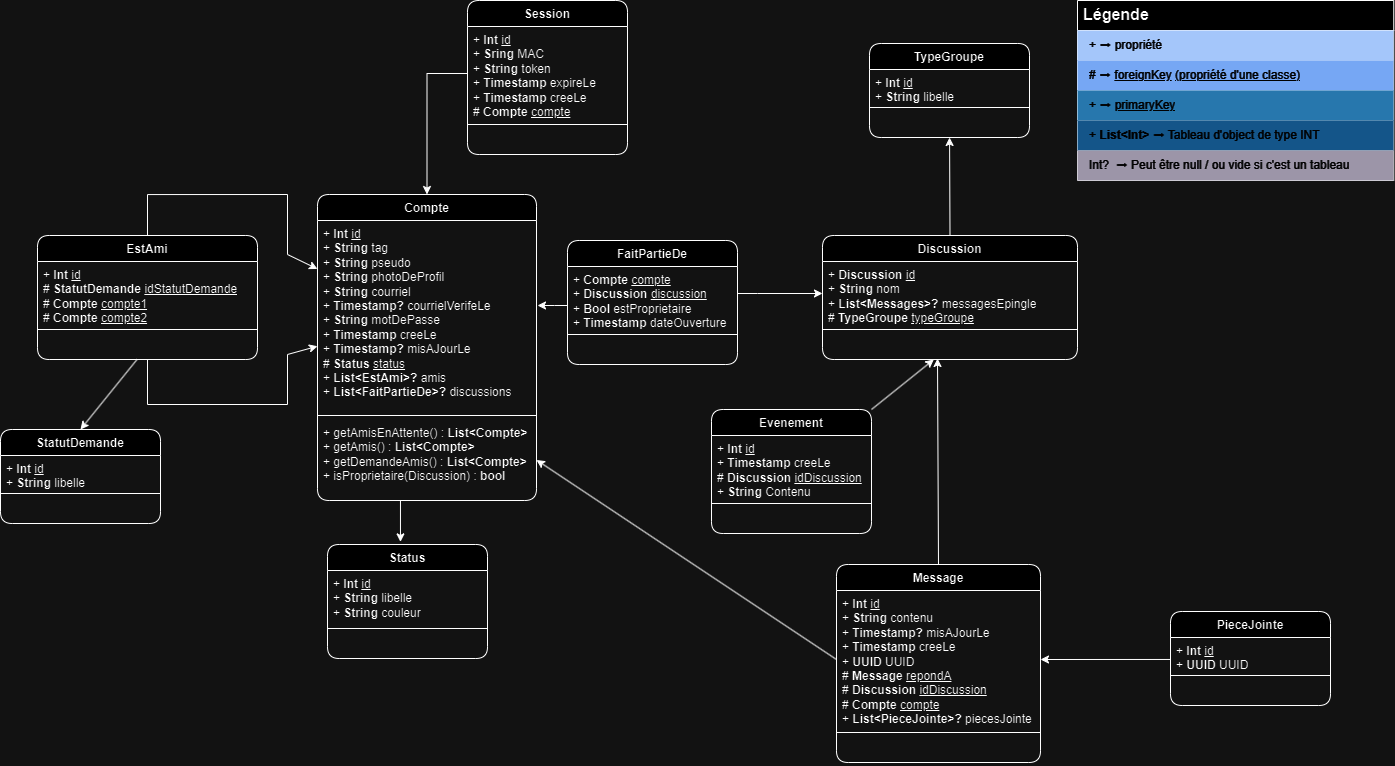 Session
+ Int id
+ Sring MAC
+ String token
+ Timestamp expireLe
+ Timestamp creeLe
# Compte compte
TypeGroupe
+ Int id
+ String libelle
Légende
+ → propriété
# → foreignKey (propriété d'une classe)
+ → primaryKey
+ List<Int> → Tableau d'object de type INT
Int? → Peut être null / ou vide si c'est un tableau
EstAmi
+ Int id
# StatutDemande idStatutDemande
# Compte compte1
# Compte compte2
Compte
+ Int id
+ String tag
+ String pseudo
+ String photoDeProfil
+ String courriel
+ Timestamp? courrielVerifeLe
+ String motDePasse
+ Timestamp creeLe
+ Timestamp? misAJourLe
# Status status
+ List<EstAmi>? amis
+ List<FaitPartieDe>? discussions
+ getAmisEnAttente() : List<Compte>
+ getAmis() : List<Compte>
+ getDemandeAmis() : List<Compte>
+ isProprietaire(Discussion) : bool
FaitPartieDe
+ Compte compte
+ Discussion discussion
+ Bool estProprietaire
+ Timestamp dateOuverture
Discussion
+ Discussion id
+ String nom
+ List<Messages>? messagesEpingle
# TypeGroupe typeGroupe
StatutDemande
+ Int id
+ String libelle
Evenement
+ Int id
+ Timestamp creeLe
# Discussion idDiscussion
+ String Contenu
Status
+ Int id
+ String libelle
+ String couleur
Message
+ Int id
+ String contenu
+ Timestamp? misAJourLe
+ Timestamp creeLe
+ UUID UUID
# Message repondA
# Discussion idDiscussion
# Compte compte
+ List<PieceJointe>? piecesJointe
PieceJointe
+ Int id
+ UUID UUID